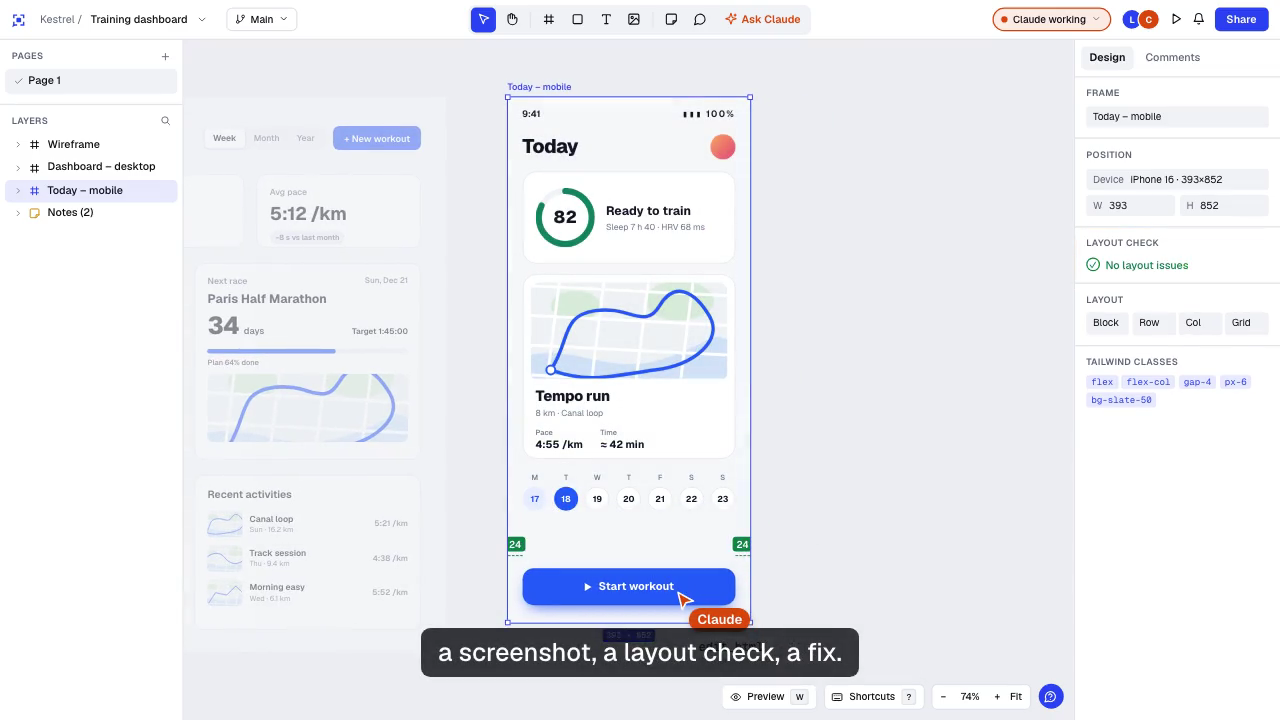 Kestrel / Training dashboard
Main
Ask Claude
Claude working
L
C
Share
PAGES
Page 1
LAYERS
Wireframe
Dashboard – desktop
Today – mobile
Notes (2)
Week Month Year
+ New workout
Avg pace
5:12 /km
−8 s vs last month
Next race
Sun, Dec 21
Paris Half Marathon
34 days
Target 1:45:00
Plan 64% done
Recent activities
Canal loop
Sun · 16.2 km
5:21 /km
Track session
Thu · 9.4 km
4:38 /km
Morning easy
Wed · 6.1 km
5:52 /km
Today – mobile
9:41
100%
Today
82
Ready to train
Sleep 7 h 40 · HRV 68 ms
Tempo run
8 km · Canal loop
Pace
Time
4:55 /km
≈ 42 min
M T W T F S S
17 18 19 20 21 22 23
24
24
Start workout
Claude
393 × 852
a screenshot, a layout check, a fix.
Design Comments
FRAME
Today – mobile
POSITION
Device iPhone 16 · 393×852
W 393
H 852
LAYOUT CHECK
No layout issues
LAYOUT
Block Row Col Grid
TAILWIND CLASSES
flex flex-col gap-4 px-6
bg-slate-50
Preview W
Shortcuts ?
− 74% + Fit